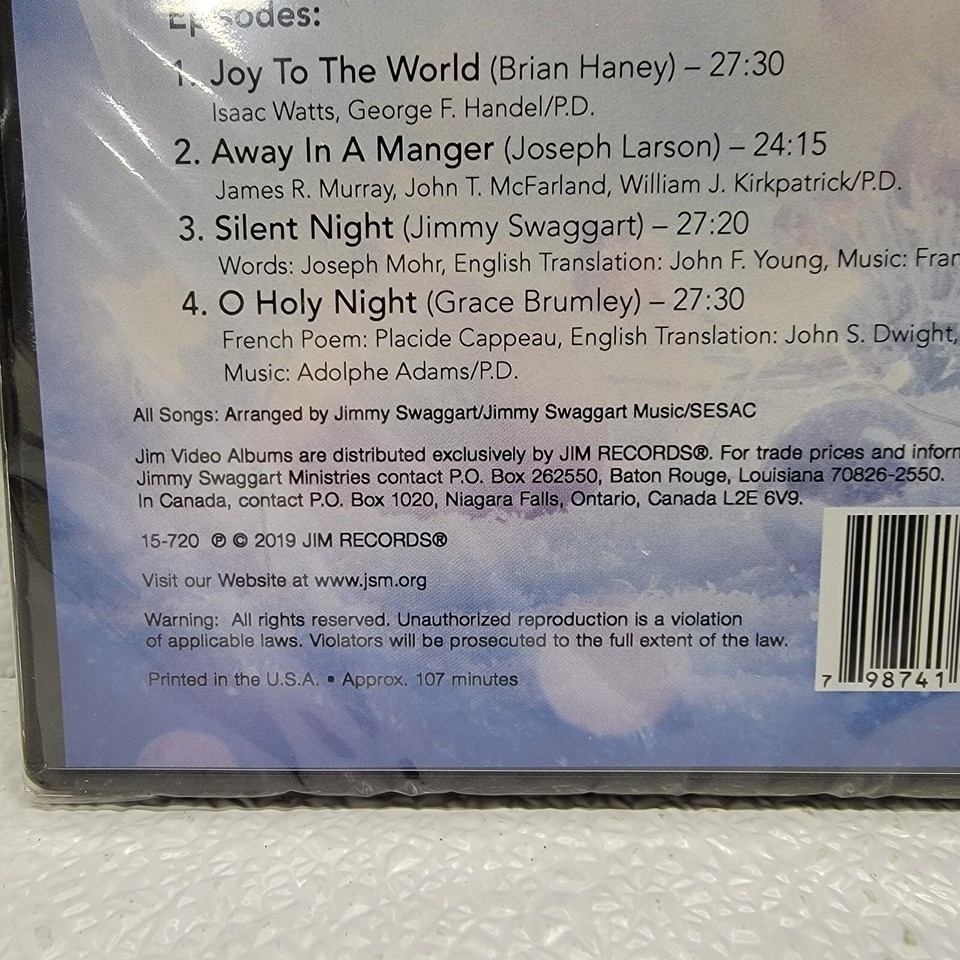 Episodes:
1. Joy To The World (Brian Haney) – 27:30
Isaac Watts, George F. Handel/P.D.
2. Away In A Manger (Joseph Larson) – 24:15
James R. Murray, John T. McFarland, William J. Kirkpatrick/P.D.
3. Silent Night (Jimmy Swaggart) – 27:20
Words: Joseph Mohr, English Translation: John F. Young, Music: Fran
4. O Holy Night (Grace Brumley) – 27:30
French Poem: Placide Cappeau, English Translation: John S. Dwight,
Music: Adolphe Adams/P.D.
All Songs: Arranged by Jimmy Swaggart/Jimmy Swaggart Music/SESAC
Jim Video Albums are distributed exclusively by JIM RECORDS®. For trade prices and inform
Jimmy Swaggart Ministries contact P.O. Box 262550, Baton Rouge, Louisiana 70826-2550.
In Canada, contact P.O. Box 1020, Niagara Falls, Ontario, Canada L2E 6V9.
15-720 ℗ © 2019 JIM RECORDS®
Visit our Website at www.jsm.org
Warning: All rights reserved. Unauthorized reproduction is a violation
of applicable laws. Violators will be prosecuted to the full extent of the law.
Printed in the U.S.A. • Approx. 107 minutes
7 98741